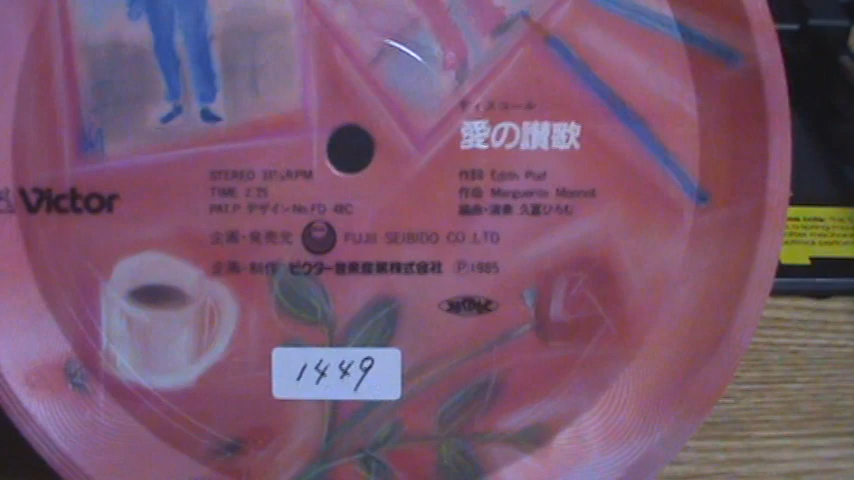 ディスコール
愛の讃歌
STEREO 33⅓RPM
TIME 2:25
PAT.P デザインNo.FD-48C
作詞 Edith Piaf
作曲 Marguerite Monnot
編曲・演奏 久冨ひろむ
Victor
企画・発売元 FUJI SEIBIDO CO.,LTD
企画・制作 ビクター音楽産業株式会社 Ⓟ1985
1449